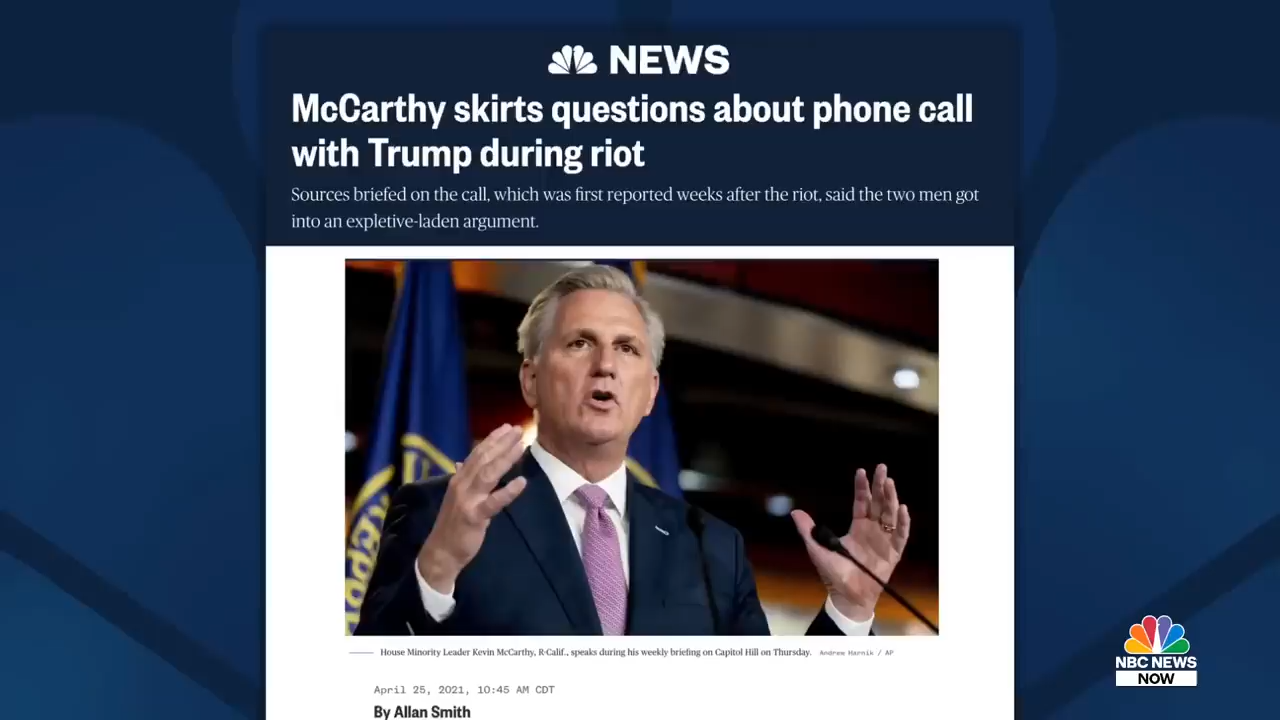 NEWS
McCarthy skirts questions about phone call
with Trump during riot
Sources briefed on the call, which was first reported weeks after the riot, said the two men got
into an expletive-laden argument.
House Minority Leader Kevin McCarthy, R-Calif., speaks during his weekly briefing on Capitol Hill on Thursday. Andrew Harnik / AP
April 25, 2021, 10:45 AM CDT
By Allan Smith
NBC NEWS
NOW